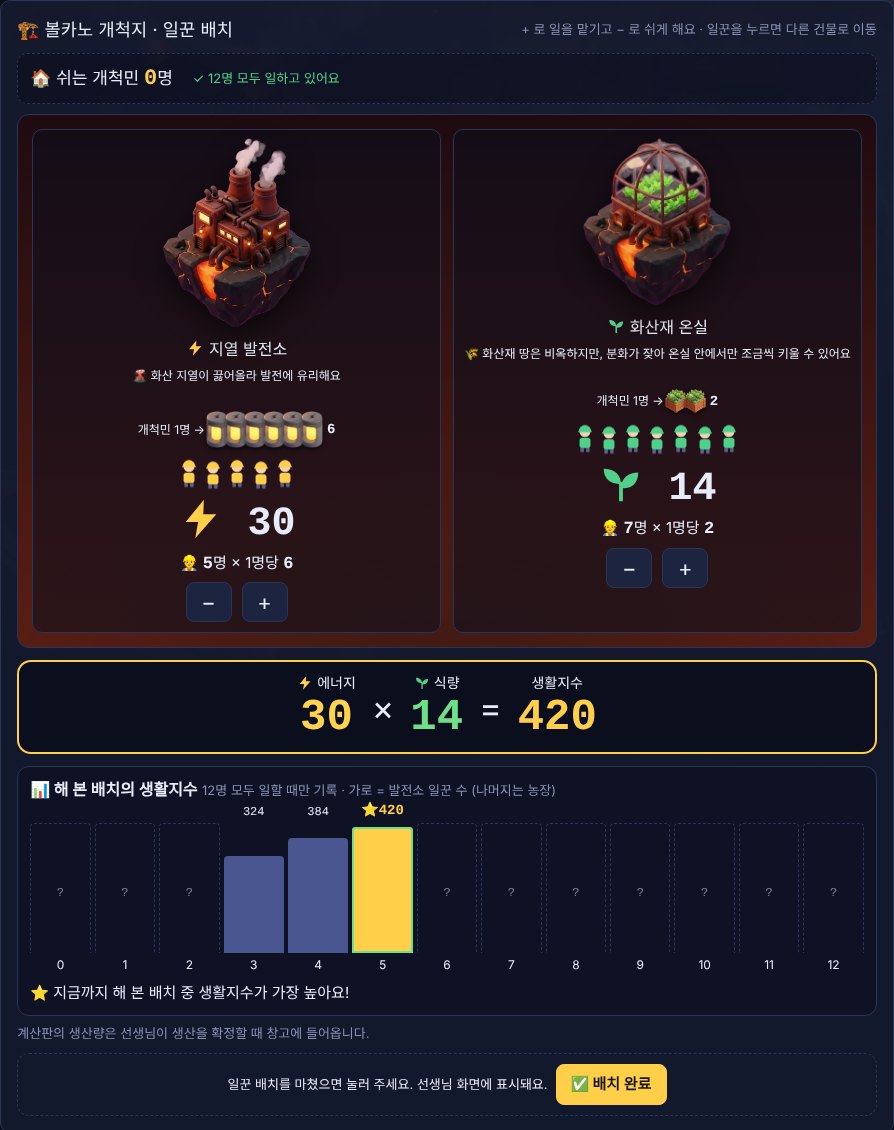 볼카노 개척지 · 일꾼 배치
+ 로 일을 맡기고 − 로 쉬게 해요 · 일꾼을 누르면 다른 건물로 이동
쉬는 개척민 0명 ✓ 12명 모두 일하고 있어요
지열 발전소
화산 지열이 끓어올라 발전에 유리해요
개척민 1명 → 6
30
5명 × 1명당 6
− +
화산재 온실
화산재 땅은 비옥하지만, 분화가 잦아 온실 안에서만 조금씩 키울 수 있어요
개척민 1명 → 2
14
7명 × 1명당 2
− +
에너지 식량 생활지수
30 × 14 = 420
해 본 배치의 생활지수 12명 모두 일할 때만 기록 · 가로 = 발전소 일꾼 수 (나머지는 농장)
324 384 420
? ? ? ? ? ? ? ? ? ?
0 1 2 3 4 5 6 7 8 9 10 11 12
지금까지 해 본 배치 중 생활지수가 가장 높아요!
계산판의 생산량은 선생님이 생산을 확정할 때 창고에 들어옵니다.
일꾼 배치를 마쳤으면 눌러 주세요. 선생님 화면에 표시돼요. 배치 완료